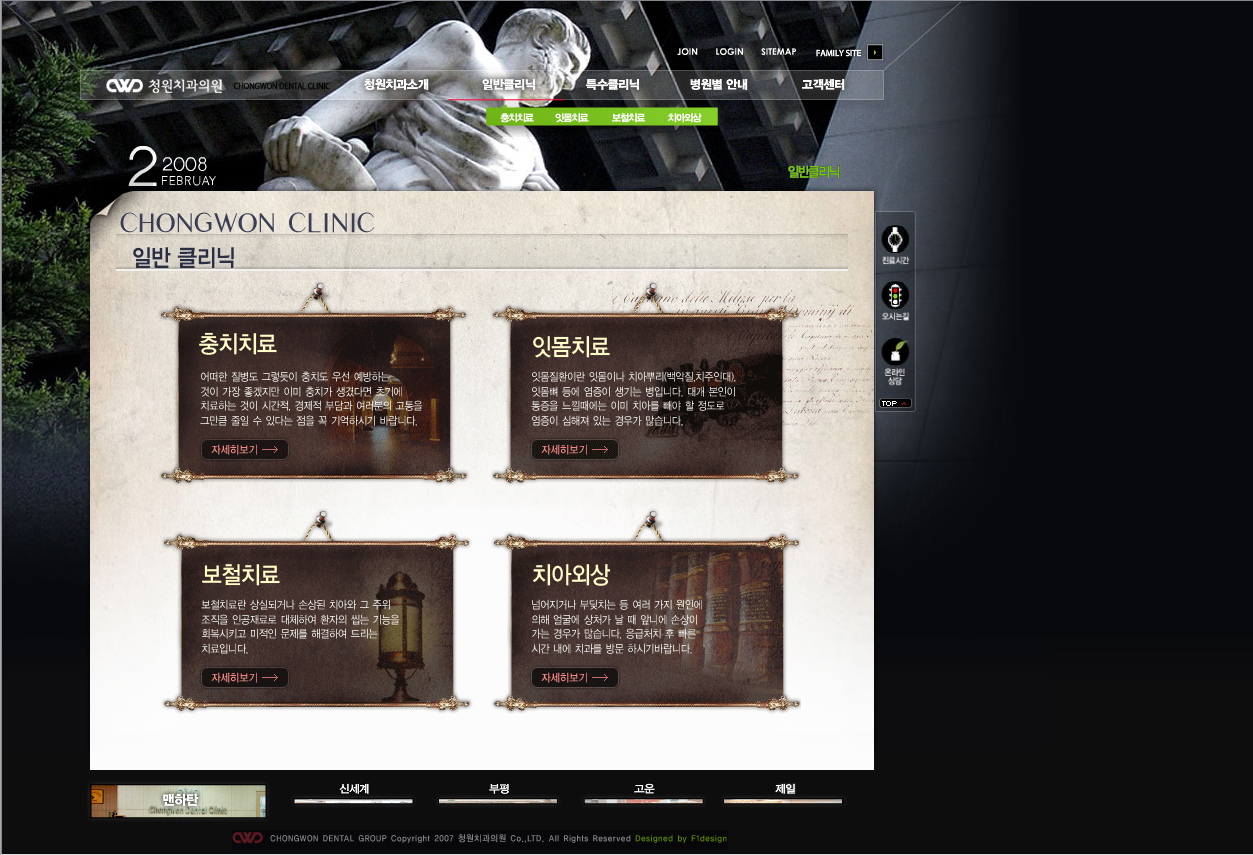 JOIN LOGIN SITEMAP FAMILY SITE
CWD 청원치과의원 CHONGWON DENTAL CLINIC 청원치과소개 일반클리닉 특수클리닉 병원별 안내 고객센터
충치치료 잇몸치료 보철치료 치아외상
2 2008
FEBRUAY
일반클리닉
CHONGWON CLINIC
일반 클리닉
충치치료
어떠한 질병도 그렇듯이 충치도 우선 예방하는
것이 가장 좋겠지만 이미 충치가 생겼다면 초기에
치료하는 것이 시간적, 경제적 부담과 여러분의 고통을
그만큼 줄일 수 있다는 점을 꼭 기억하시기 바랍니다.
자세히보기
잇몸치료
잇몸질환이란 잇몸이나 치아뿌리(백악질,치주인대),
잇몸뼈 등에 염증이 생기는 병입니다. 대개 본인이
통증을 느낄때에는 이미 치아를 빼야 할 정도로
염증이 심해져 있는 경우가 많습니다.
자세히보기
보철치료
보철치료란 상실되거나 손상된 치아와 그 주위
조직을 인공재료로 대체하여 환자의 씹는 기능을
회복시키고 미적인 문제를 해결하여 드리는
치료입니다.
자세히보기
치아외상
넘어지거나 부딪치는 등 여러 가지 원인에
의해 얼굴에 상처가 날 때 앞니에 손상이
가는 경우가 많습니다. 응급처치 후 빠른
시간 내에 치과를 방문 하시기바랍니다.
자세히보기
진료시간
오시는길
온라인
상담
TOP
맨하탄
Chongwon Dental Clinic
신세계 부평 고운 제일
CWD CHONGWON DENTAL GROUP Copyright 2007 청원치과의원 Co.,LTD. All Rights Reserved Designed by F1design